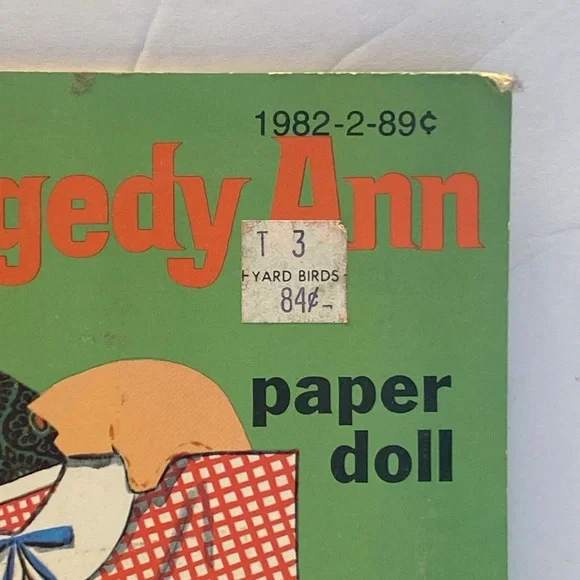 1982-2-89¢
gedy Ann
T 3
YARD BIRDS
84¢
paper
doll